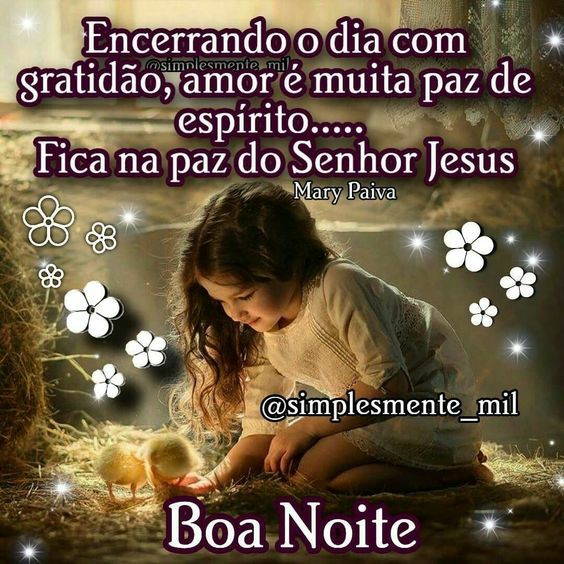 Encerrando o dia com
@simplesmente_mil
gratidão, amor é muita paz de
espírito.....
Fica na paz do Senhor Jesus
Mary Paiva
@simplesmente_mil
Boa Noite